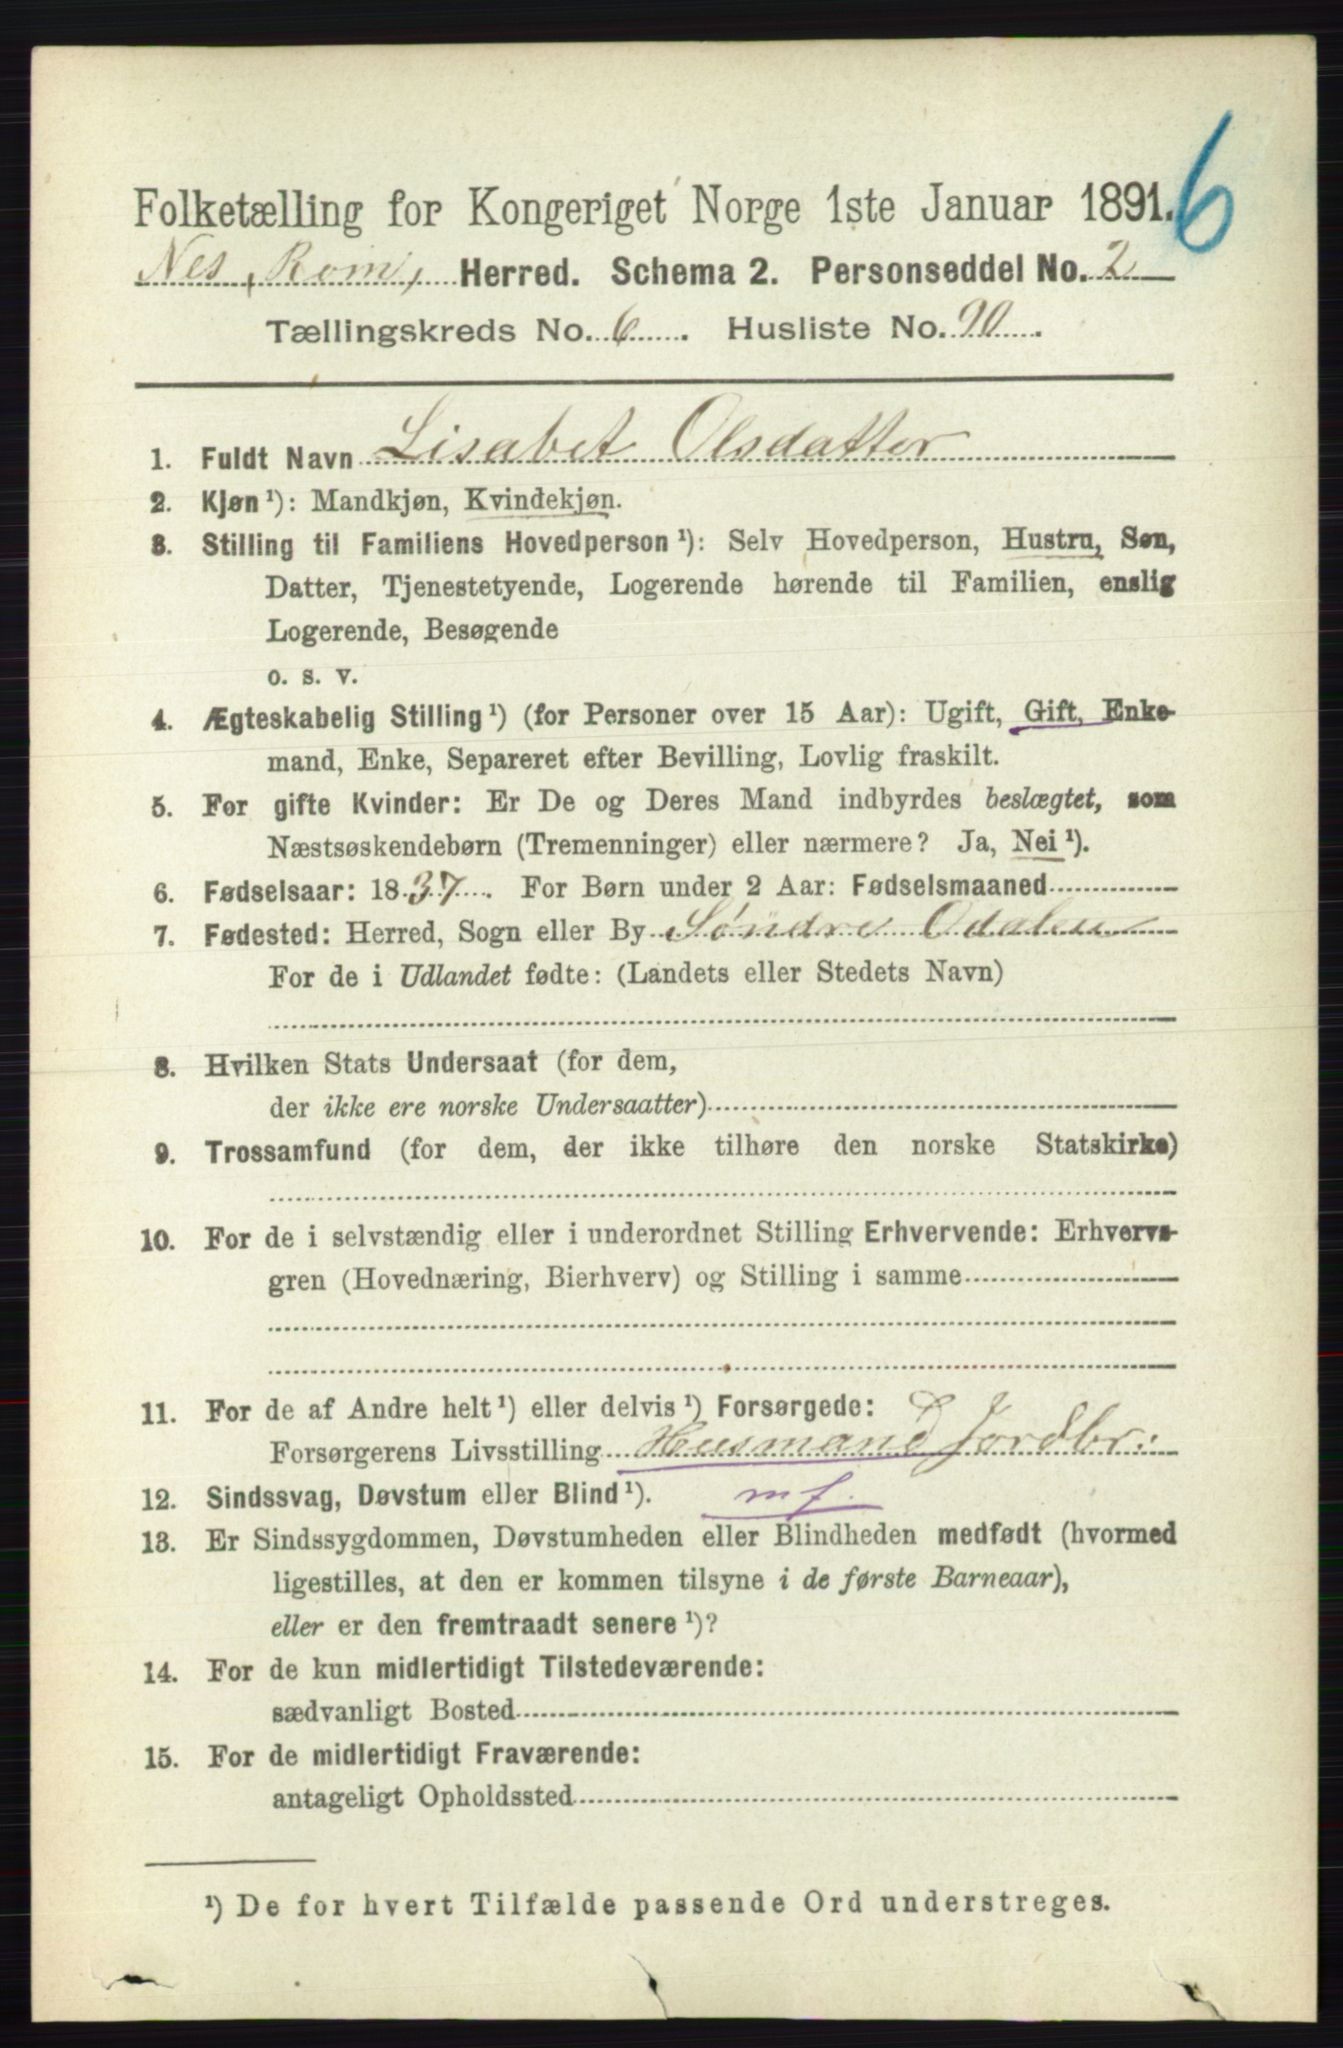 6
Folketælling for Kongeriget Norge 1ste Januar 1891.
Nes, Rom, Herred. Schema 2. Personseddel No. 2
Tællingskreds No. 6. Husliste No. 90.
1. Fuldt Navn Lisabet Olsdatter
2. Kjøn ¹): Mandkjøn, Kvindekjøn.
3. Stilling til Familiens Hovedperson ¹): Selv Hovedperson, Hustru, Søn,
Datter, Tjenestetyende, Logerende hørende til Familien, enslig
Logerende, Besøgende
o. s. v.
4. Ægteskabelig Stilling ¹) (for Personer over 15 Aar): Ugift, Gift, Enke-
mand, Enke, Separeret efter Bevilling, Lovlig fraskilt.
5. For gifte Kvinder: Er De og Deres Mand indbyrdes beslægtet, som
Næstsøskendebørn (Tremenninger) eller nærmere? Ja, Nei ¹).
6. Fødselsaar: 1837. For Børn under 2 Aar: Fødselsmaaned
7. Fødested: Herred, Sogn eller By Søndre Odalen
For de i Udlandet fødte: (Landets eller Stedets Navn)
8. Hvilken Stats Undersaat (for dem,
der ikke ere norske Undersaatter)
9. Trossamfund (for dem, der ikke tilhøre den norske Statskirke)
10. For de i selvstændig eller i underordnet Stilling Erhvervende: Erhvervs-
gren (Hovednæring, Bierhverv) og Stilling i samme
11. For de af Andre helt ¹) eller delvis ¹) Forsørgede:
Forsørgerens Livsstilling Husmand Jordbr:
12. Sindssvag, Døvstum eller Blind ¹). mf.
13. Er Sindssygdommen, Døvstumheden eller Blindheden medfødt (hvormed
ligestilles, at den er kommen tilsyne i de første Barneaar),
eller er den fremtraadt senere ¹)?
14. For de kun midlertidigt Tilstedeværende:
sædvanligt Bosted
15. For de midlertidigt Fraværende:
antageligt Opholdssted
¹) De for hvert Tilfælde passende Ord understreges.